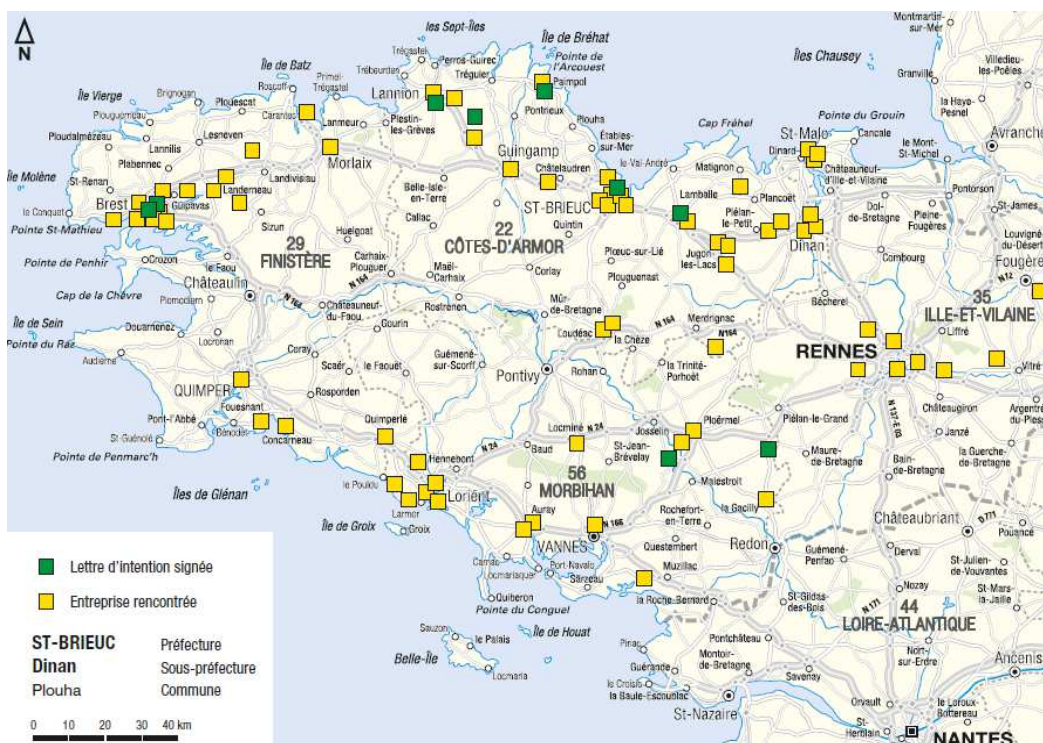 N
les Sept-Îles
Île de Bréhat
Pointe de
l'Arcouest
Îles Chausey
Montmartin-
sur-Mer
Villedieu-
les-Poêles
Granville
la Haye-
Pesnel
Avranches
Trégastel
Perros-Guirec
Trébeurden
Tréguier
Paimpol
Île de Batz
Roscoff
Primel-
Trégastel
Lannion
Pontrieux
Île Vierge
Brignogan
Plouescat
Carantec
Plouguerneau
Lanmeur
Plestin-
les-Grèves
Plouha
Cap Fréhel
Pointe du Grouin
Ploudalmézeau
Lesneven
Lannilis
Plabennec
Morlaix
Guingamp
Étables-
sur-Mer
St-Malo
Cancale
Dinard
le Mont-
St-Michel
Châtelaudren
le Val-André
Matignon
Île Molène
St-Renan
Landivisiau
Landerneau
Belle-Isle-
en-Terre
Lamballe
Plancoët
Châteauneuf-
d'Ille-et-Vilaine
Pontorson
Brest
Guipavas
Callac
ST-BRIEUC
Quintin
Plélan-
le-Petit
Dol-
de-Bretagne
St-James
le Conquet
Pointe St-Mathieu
Sizun
Huelgoat
22
CÔTES-D'ARMOR
Dinan
Pleine-
Fougères
Louvigné-
du-Désert
Pointe de Penhir
Crozon
le Faou
29
FINISTÈRE
Carhaix-
Plouguer
Maël-
Carhaix
Corlay
Plœuc-sur-Lié
Plouguenast
Jugon-
les-Lacs
Combourg
Fougères
N 12
Châteaulin
N 164
N 164
Cap de la Chèvre
Plomodiern
Châteauneuf-
du-Faou
Rostrenen
Mûr-
de-Bretagne
Bécherel
35
ILLE-ET-VILAINE
Île de Sein
Douarnenez
Locronan
Gourin
Loudéac
N 164
Merdrignac
N164
Liffré
Pointe du Raz
Audierne
Coray
Scaër
le Faouët
Guémené-
sur-Scorff
la Chèze
la Trinité-
Porhoët
RENNES
Vitré
QUIMPER
Rosporden
Pontivy
Rohan
Pont-l'Abbé
Fouesnant
Bénodet
Concarneau
Quimperlé
Locminé
N 24
Josselin
Ploërmel
Plélan-le-Grand
N 137-E 03
Châteaugiron
Argentré-
du-Plessis
St-Guénolé
Pointe de Penmarc'h
Hennebont
N 24
Baud
St-Jean-
Brévelay
Maure-
de-Bretagne
Janzé
la Guerche-
de-Bretagne
Bain-
de-Bretagne
Îles de Glénan
le Pouldu
Lorient
56
MORBIHAN
Malestroit
Larmor
Île de Groix
Groix
Auray
Rochefort-
en-Terre
la Gacilly
Châteaubriant
D 771
Pouancé
VANNES
N 166
Questembert
Redon
Guémené-
Penfao
Derval
St-Julien-
de-Vouvantes
Carnac
Locmariaquer
Port-Navalo
Sarzeau
Muzillac
St-Mars-
la-Jaille
Quiberon
Pointe du Conguel
la Roche-Bernard
St-Gildas-
des-Bois
Nozay
N 171
44
LOIRE-ATLANTIQUE
Sauzon
le Palais
Île de Houat
Belle-Île
Locmaria
Piriac
Pontchâteau
Nort-
sur-Erdre
Guérande
Montoir-
de-Bretagne
Savenay
Ancenis
le Croisic
la Baule-Escoublac
St-Nazaire
Orvault
St-
Herblain
le Loroux-
Bottereau
NANTES
Lettre d'intention signée
Entreprise rencontrée
ST-BRIEUC Préfecture
Dinan Sous-préfecture
Plouha Commune
0 10 20 30 40 km